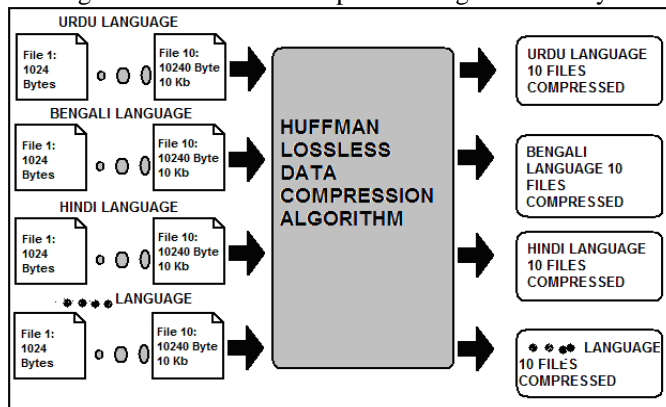 URDU LANGUAGE
File 1:
1024
Bytes
File 10:
10240 Byte
10 Kb
BENGALI LANGUAGE
File 1:
1024
Bytes
File 10:
10240 Byte
10 Kb
HINDI LANGUAGE
File 1:
1024
Bytes
File 10:
10240 Byte
10 Kb
LANGUAGE
File 1:
1024
Bytes
File 10:
10240 Byte
10 Kb
HUFFMAN
LOSSLESS
DATA
COMPRESSION
ALGORITHM
URDU LANGUAGE
10 FILES
COMPRESSED
BENGALI
LANGUAGE 10
FILES
COMPRESSED
HINDI LANGUAGE
10 FILES
COMPRESSED
LANGUAGE
10 FILES
COMPRESSED